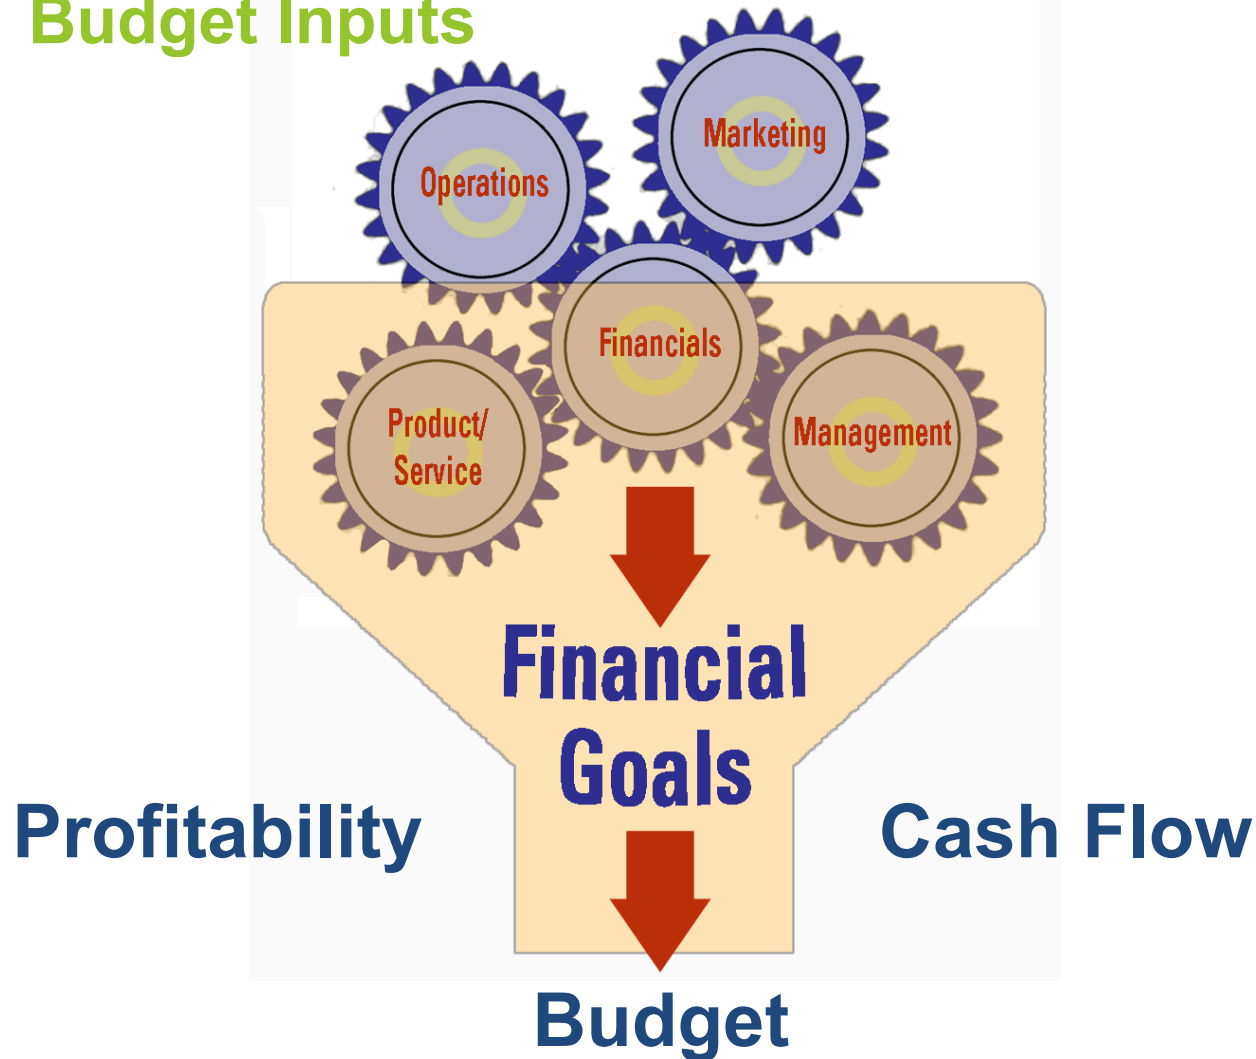 Budget Inputs
Marketing
Operations
Financials
Product/
Service
Management
Financial
Goals
Profitability
Cash Flow
Budget